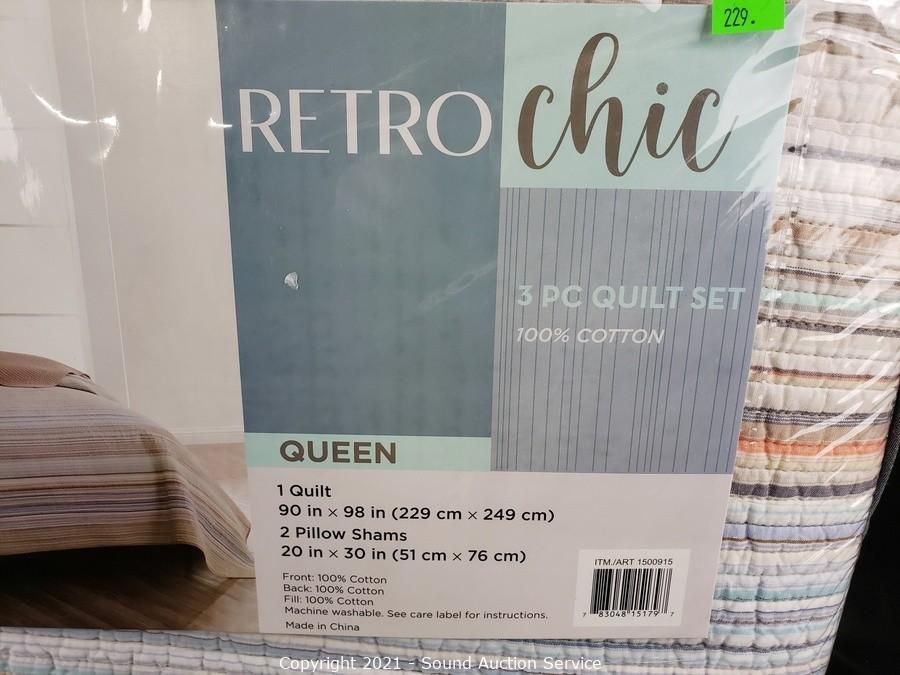 229.
RETRO chic
3 PC QUILT SET
100% COTTON
QUEEN
1 Quilt
90 in × 98 in (229 cm × 249 cm)
2 Pillow Shams
20 in × 30 in (51 cm × 76 cm)
Front: 100% Cotton
Back: 100% Cotton
Fill: 100% Cotton
Machine washable. See care label for instructions.
Made in China
ITM./ART 1500915
7 83048 15179 7
Copyright 2021 - Sound Auction Service